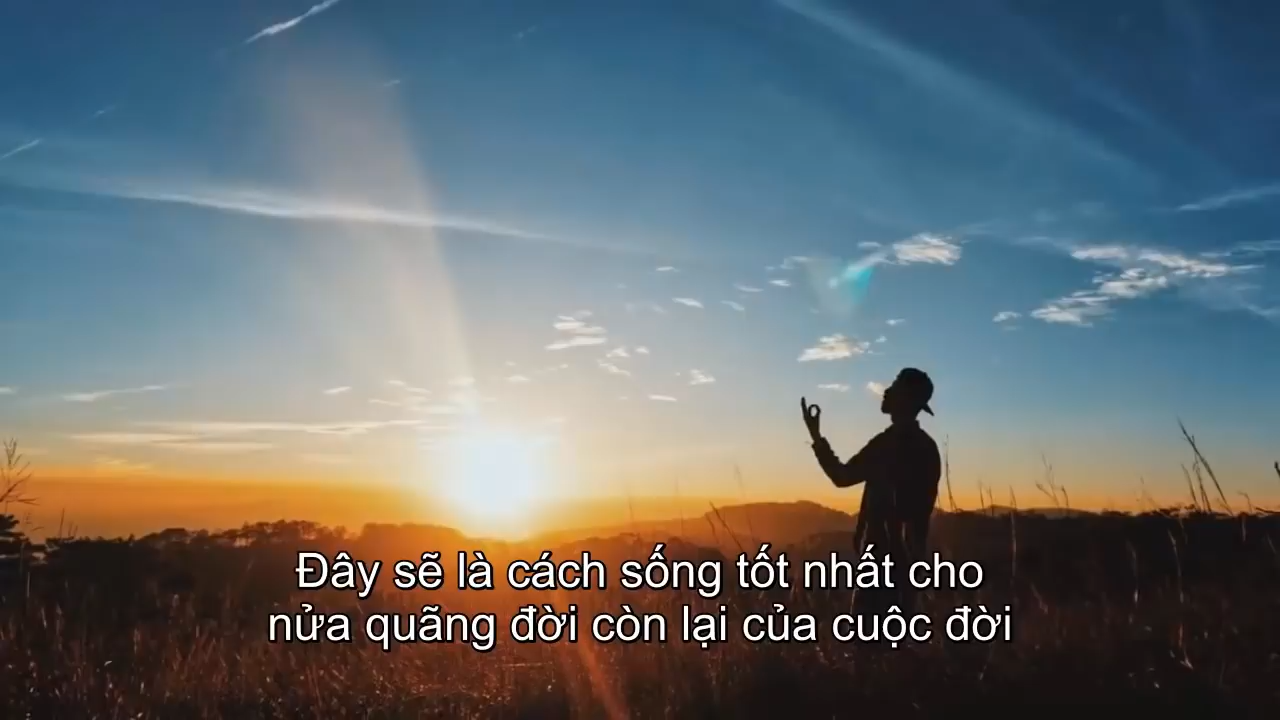 Đây sẽ là cách sống tốt nhất cho
nửa quãng đời còn lại của cuộc đời